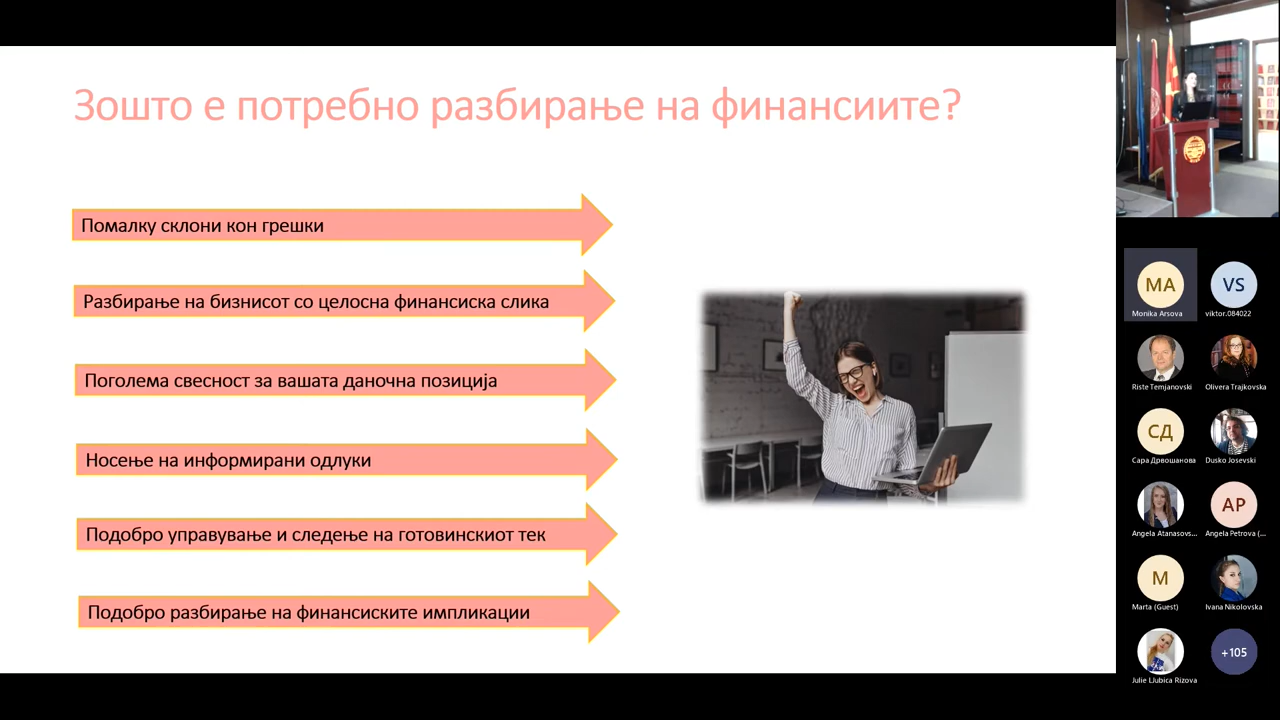 Зошто е потребно разбирање на финансиите?
Помалку склони кон грешки
Разбирање на бизнисот со целосна финансиска слика
Поголема свесност за вашата даночна позиција
Носење на информирани одлуки
Подобро управување и следење на готовинскиот тек
Подобро разбирање на финансиските импликации
MA
Monika Arsova
VS
viktor.084022
Riste Temjanovski
Olivera Trajkovska
СД
Сара Дрвошанова
Dusko Josevski
Angela Atanasovs...
AP
Angela Petrova (...
M
Marta (Guest)
Ivana Nikolovska
Julie LJubica Rizova
+105